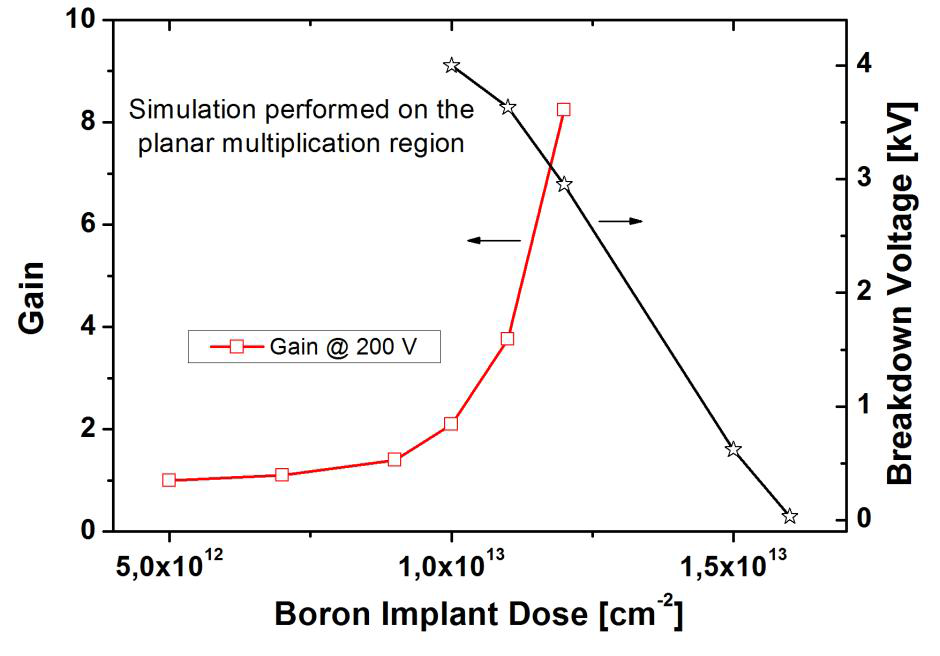 10
8
6
4
2
0
Gain
Simulation performed on the
planar multiplication region
Gain @ 200 V
4
3
2
1
0
Breakdown Voltage [kV]
5,0x10¹²
1,0x10¹³
1,5x10¹³
Boron Implant Dose [cm⁻²]